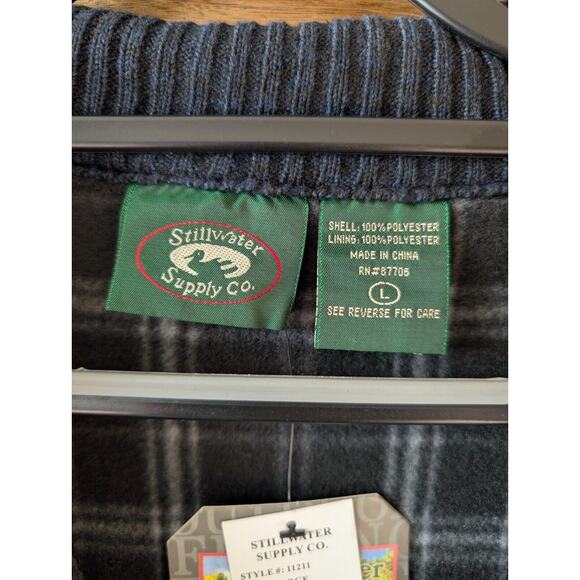 Stillwater
Supply Co.
SHELL: 100% POLYESTER
LINING: 100% POLYESTER
MADE IN CHINA
RN#87706
L
SEE REVERSE FOR CARE
STILLWATER
SUPPLY CO.
STYLE #: 11211